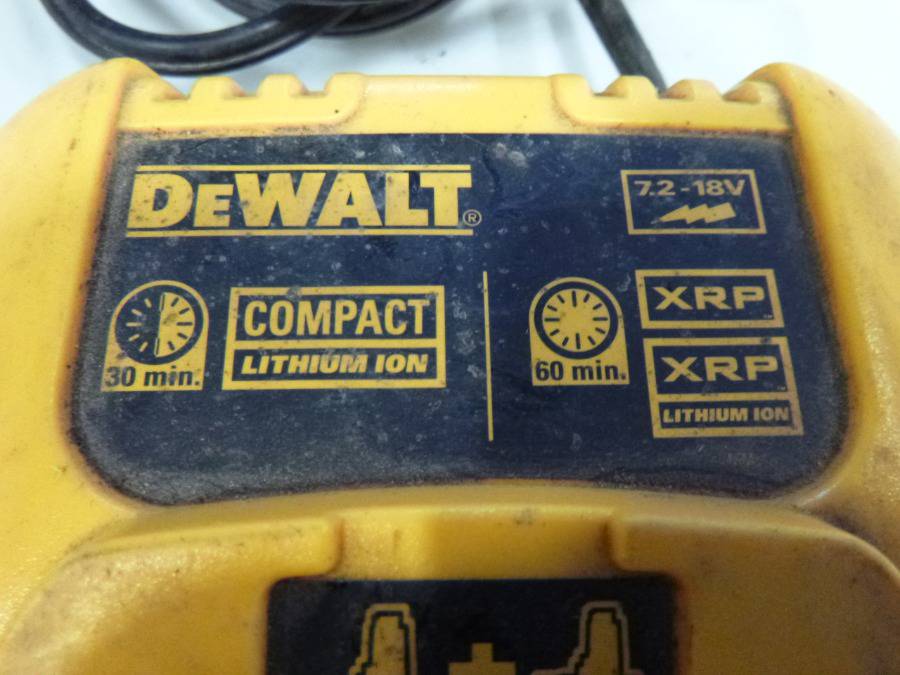 DEWALT®
7.2-18V
30 min.
COMPACT
LITHIUM ION
60 min.
XRP
XRP
LITHIUM ION